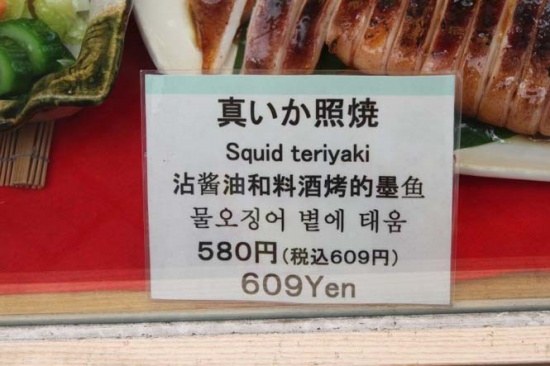 真いか照焼
Squid teriyaki
沾酱油和料酒烤的墨鱼
물오징어 볕에 태움
580円(税込609円)
609Yen